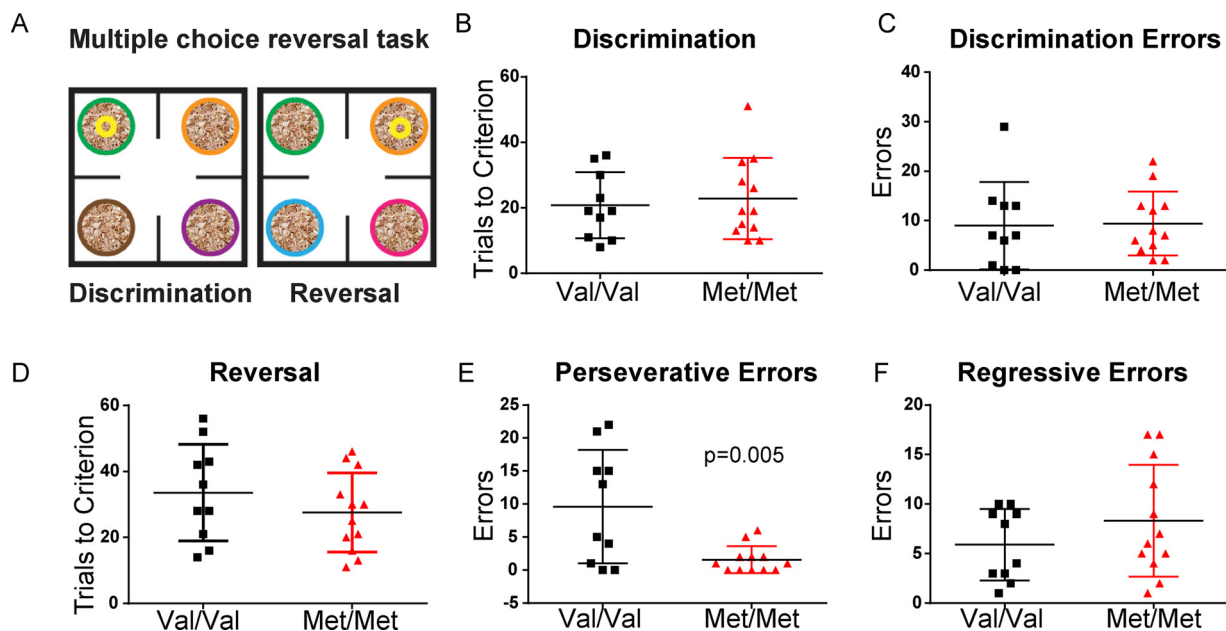 A
Multiple choice reversal task
Discrimination
Reversal
B
Discrimination
Trials to Criterion
60
40
20
0
Val/Val
Met/Met
C
Discrimination Errors
Errors
40
30
20
10
0
Val/Val
Met/Met
D
Reversal
Trials to Criterion
60
40
20
0
Val/Val
Met/Met
E
Perseverative Errors
Errors
25
20
15
10
5
0
-5
p=0.005
Val/Val
Met/Met
F
Regressive Errors
Errors
20
15
10
5
0
Val/Val
Met/Met